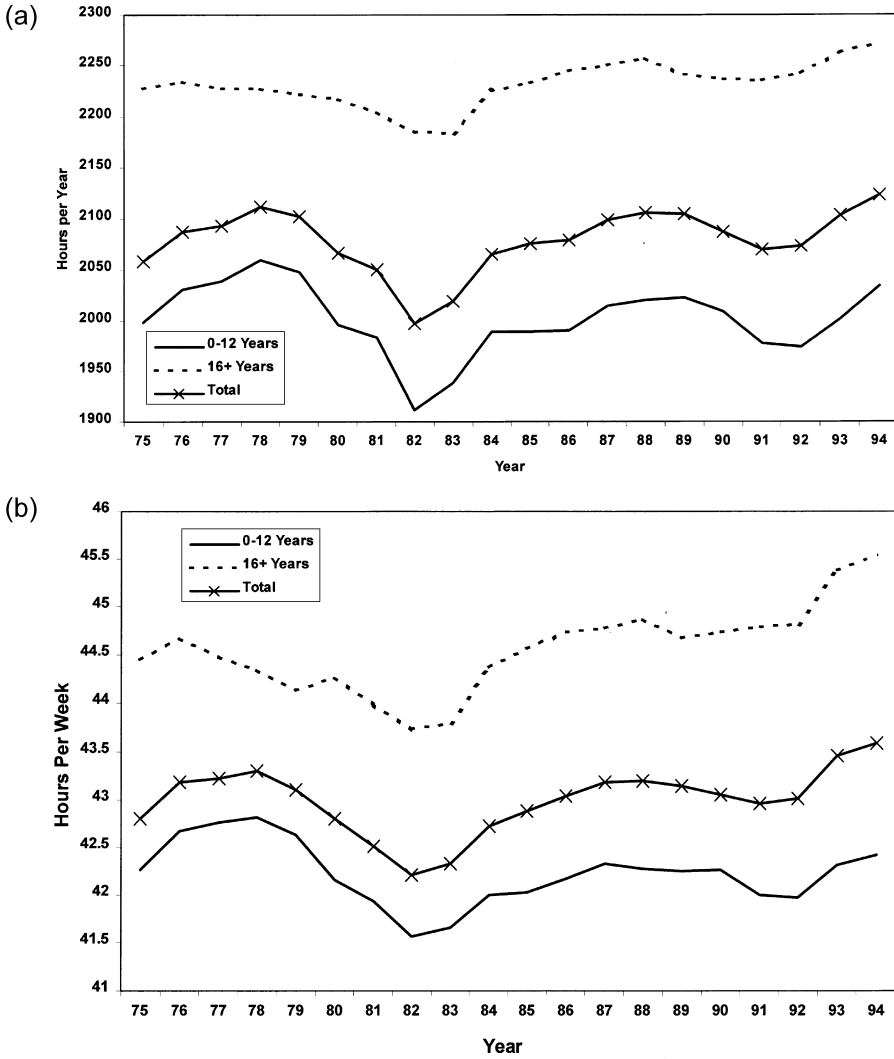 (a)
2300
2250
2200
2150
2100
2050
2000
1950
1900
Hours per Year
0-12 Years
16+ Years
Total
75 76 77 78 79 80 81 82 83 84 85 86 87 88 89 90 91 92 93 94
Year
(b)
46
45.5
45
44.5
44
43.5
43
42.5
42
41.5
41
Hours Per Week
0-12 Years
16+ Years
Total
75 76 77 78 79 80 81 82 83 84 85 86 87 88 89 90 91 92 93 94
Year